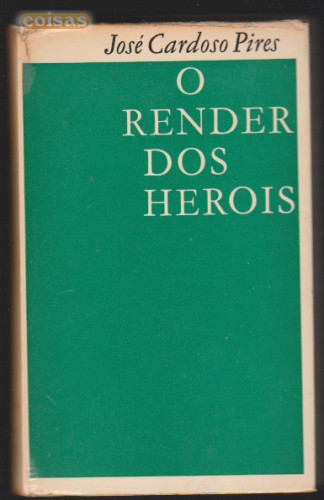 coisas
José Cardoso Pires
O
RENDER
DOS
HEROIS